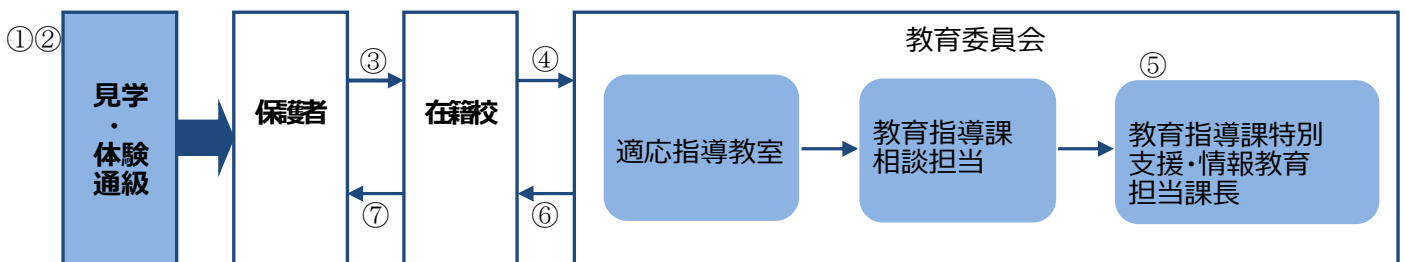 ①②
見学
・
体験
通級
保護者
③
⑦
在籍校
④
⑥
教育委員会
適応指導教室
教育指導課
相談担当
⑤
教育指導課特別
支援・情報教育
担当課長